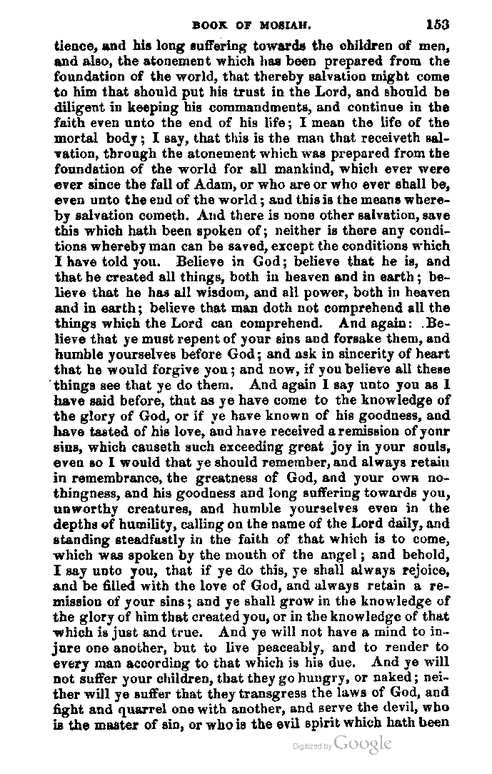 BOOK OF MOSIAH. 153
tience, and his long suffering towards the children of men,
and also, the atonement which has been prepared from the
foundation of the world, that thereby salvation might come
to him that should put his trust in the Lord, and should be
diligent in keeping his commandments, and continue in the
faith even unto the end of his life; I mean the life of the
mortal body; I say, that this is the man that receiveth sal-
vation, through the atonement which was prepared from the
foundation of the world for all mankind, which ever were
ever since the fall of Adam, or who are or who ever shall be,
even unto the end of the world; and this is the means where-
by salvation cometh. And there is none other salvation, save
this which hath been spoken of; neither is there any condi-
tions whereby man can be saved, except the conditions which
I have told you. Believe in God; believe that he is, and
that he created all things, both in heaven and in earth; be-
lieve that he has all wisdom, and all power, both in heaven
and in earth; believe that man doth not comprehend all the
things which the Lord can comprehend. And again: Be-
lieve that ye must repent of your sins and forsake them, and
humble yourselves before God; and ask in sincerity of heart
that he would forgive you; and now, if you believe all these
things see that ye do them. And again I say unto you as I
have said before, that as ye have come to the knowledge of
the glory of God, or if ye have known of his goodness, and
have tasted of his love, and have received a remission of yonr
sins, which causeth such exceeding great joy in your souls,
even so I would that ye should remember, and always retain
in remembrance, the greatness of God, and your own no-
thingness, and his goodness and long suffering towards you,
unworthy creatures, and humble yourselves even in the
depths of humility, calling on the name of the Lord daily, and
standing steadfastly in the faith of that which is to come,
which was spoken by the mouth of the angel; and behold,
I say unto you, that if ye do this, ye shall always rejoice,
and be filled with the love of God, and always retain a re-
mission of your sins; and ye shall grow in the knowledge of
the glory of him that created you, or in the knowledge of that
which is just and true. And ye will not have a mind to in-
jure one another, but to live peaceably, and to render to
every man according to that which is his due. And ye will
not suffer your children, that they go hungry, or naked; nei-
ther will ye suffer that they transgress the laws of God, and
fight and quarrel one with another, and serve the devil, who
is the master of sin, or who is the evil spirit which hath been
Digitized by Google